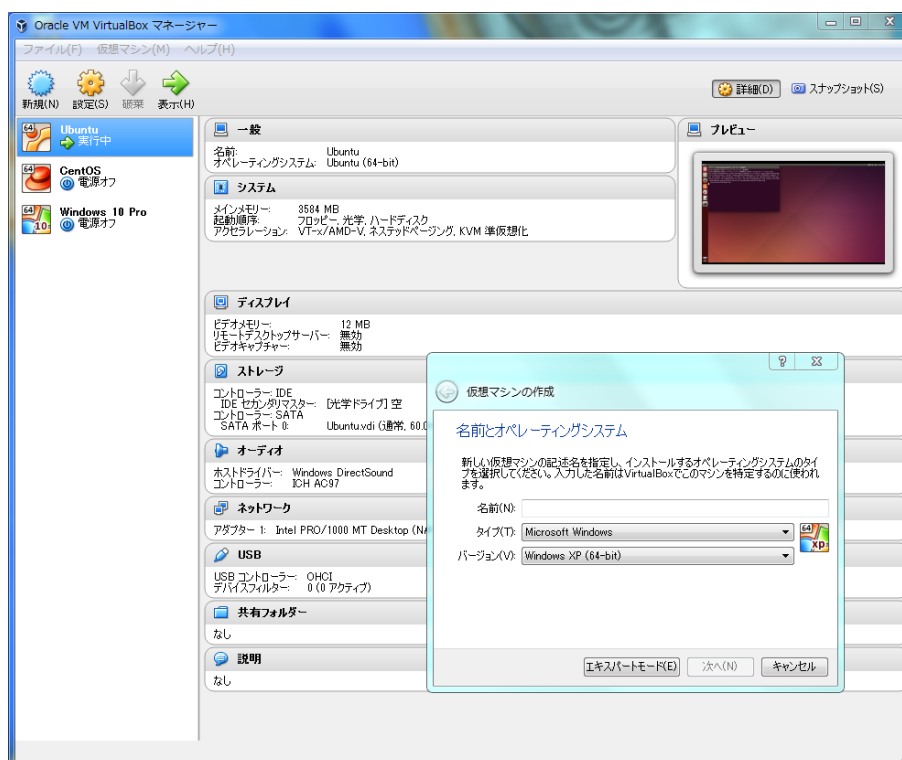 Oracle VM VirtualBox マネージャー
ファイル(F) 仮想マシン(M) ヘルプ(H)
新規(N) 設定(S) 破棄 表示(H)
詳細(D) スナップショット(S)
64 Ubuntu
実行中
64 CentOS
電源オフ
64 Windows 10 Pro
10 電源オフ
一般
名前: Ubuntu
オペレーティングシステム: Ubuntu (64-bit)
システム
メインメモリー: 3584 MB
起動順序: フロッピー, 光学, ハードディスク
アクセラレーション: VT-x/AMD-V, ネステッドページング, KVM 準仮想化
プレビュー
ディスプレイ
ビデオメモリー: 12 MB
リモートデスクトップサーバー: 無効
ビデオキャプチャー: 無効
ストレージ
コントローラー: IDE
IDE セカンダリマスター: [光学ドライブ] 空
コントローラー: SATA
SATA ポート 0: Ubuntu.vdi (通常, 60.0
オーディオ
ホストドライバー: Windows DirectSound
コントローラー: ICH AC97
ネットワーク
アダプター 1: Intel PRO/1000 MT Desktop (NA
USB
USB コントローラー: OHCI
デバイスフィルター: 0 (0 アクティブ)
共有フォルダー
なし
説明
なし
仮想マシンの作成
名前とオペレーティングシステム
新しい仮想マシンの記述名を指定し、インストールするオペレーティングシステムのタイ
プを選択してください。入力した名前はVirtualBoxでこのマシンを特定するのに使われ
ます。
名前(N):
タイプ(T): Microsoft Windows
64 XP
バージョン(V): Windows XP (64-bit)
エキスパートモード(E) 次へ(N) キャンセル